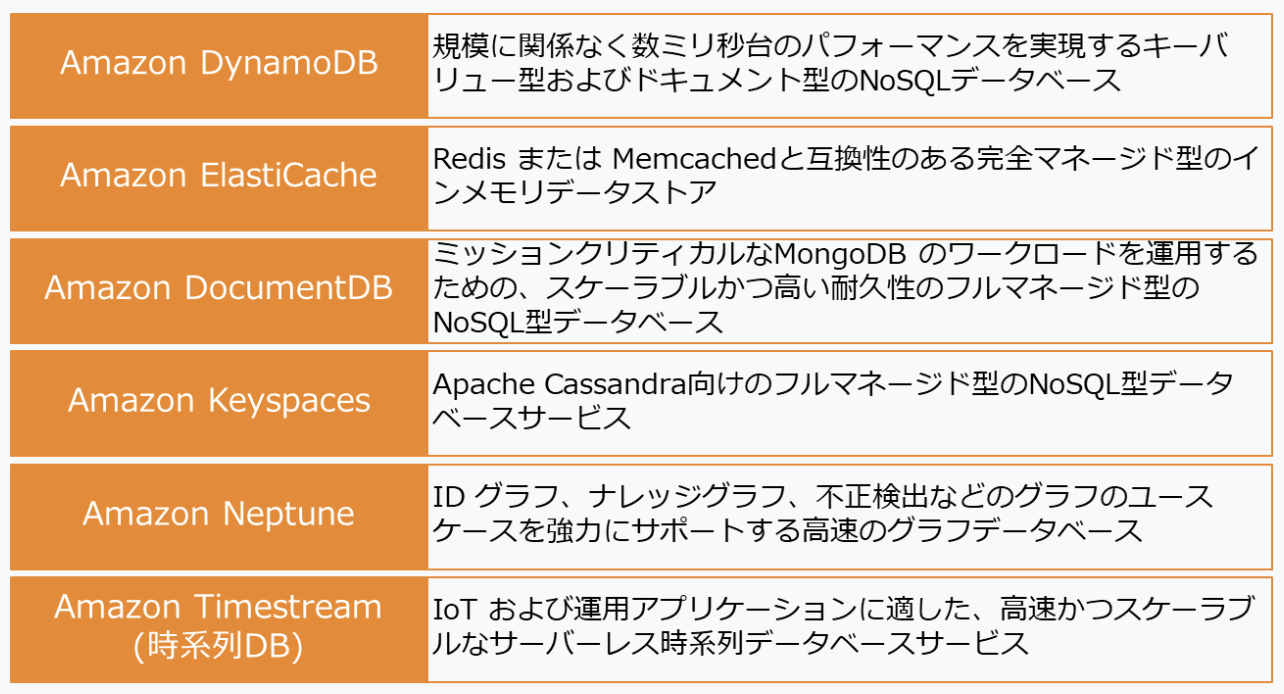 Amazon DynamoDB
規模に関係なく数ミリ秒台のパフォーマンスを実現するキーバ
リュー型およびドキュメント型のNoSQLデータベース
Amazon ElastiCache
Redis または Memcachedと互換性のある完全マネージド型のイ
ンメモリデータストア
Amazon DocumentDB
ミッションクリティカルなMongoDB のワークロードを運用する
ための、スケーラブルかつ高い耐久性のフルマネージド型の
NoSQL型データベース
Amazon Keyspaces
Apache Cassandra向けのフルマネージド型のNoSQL型データ
ベースサービス
Amazon Neptune
ID グラフ、ナレッジグラフ、不正検出などのグラフのユース
ケースを強力にサポートする高速のグラフデータベース
Amazon Timestream
(時系列DB)
IoT および運用アプリケーションに適した、高速かつスケーラブ
ルなサーバーレス時系列データベースサービス